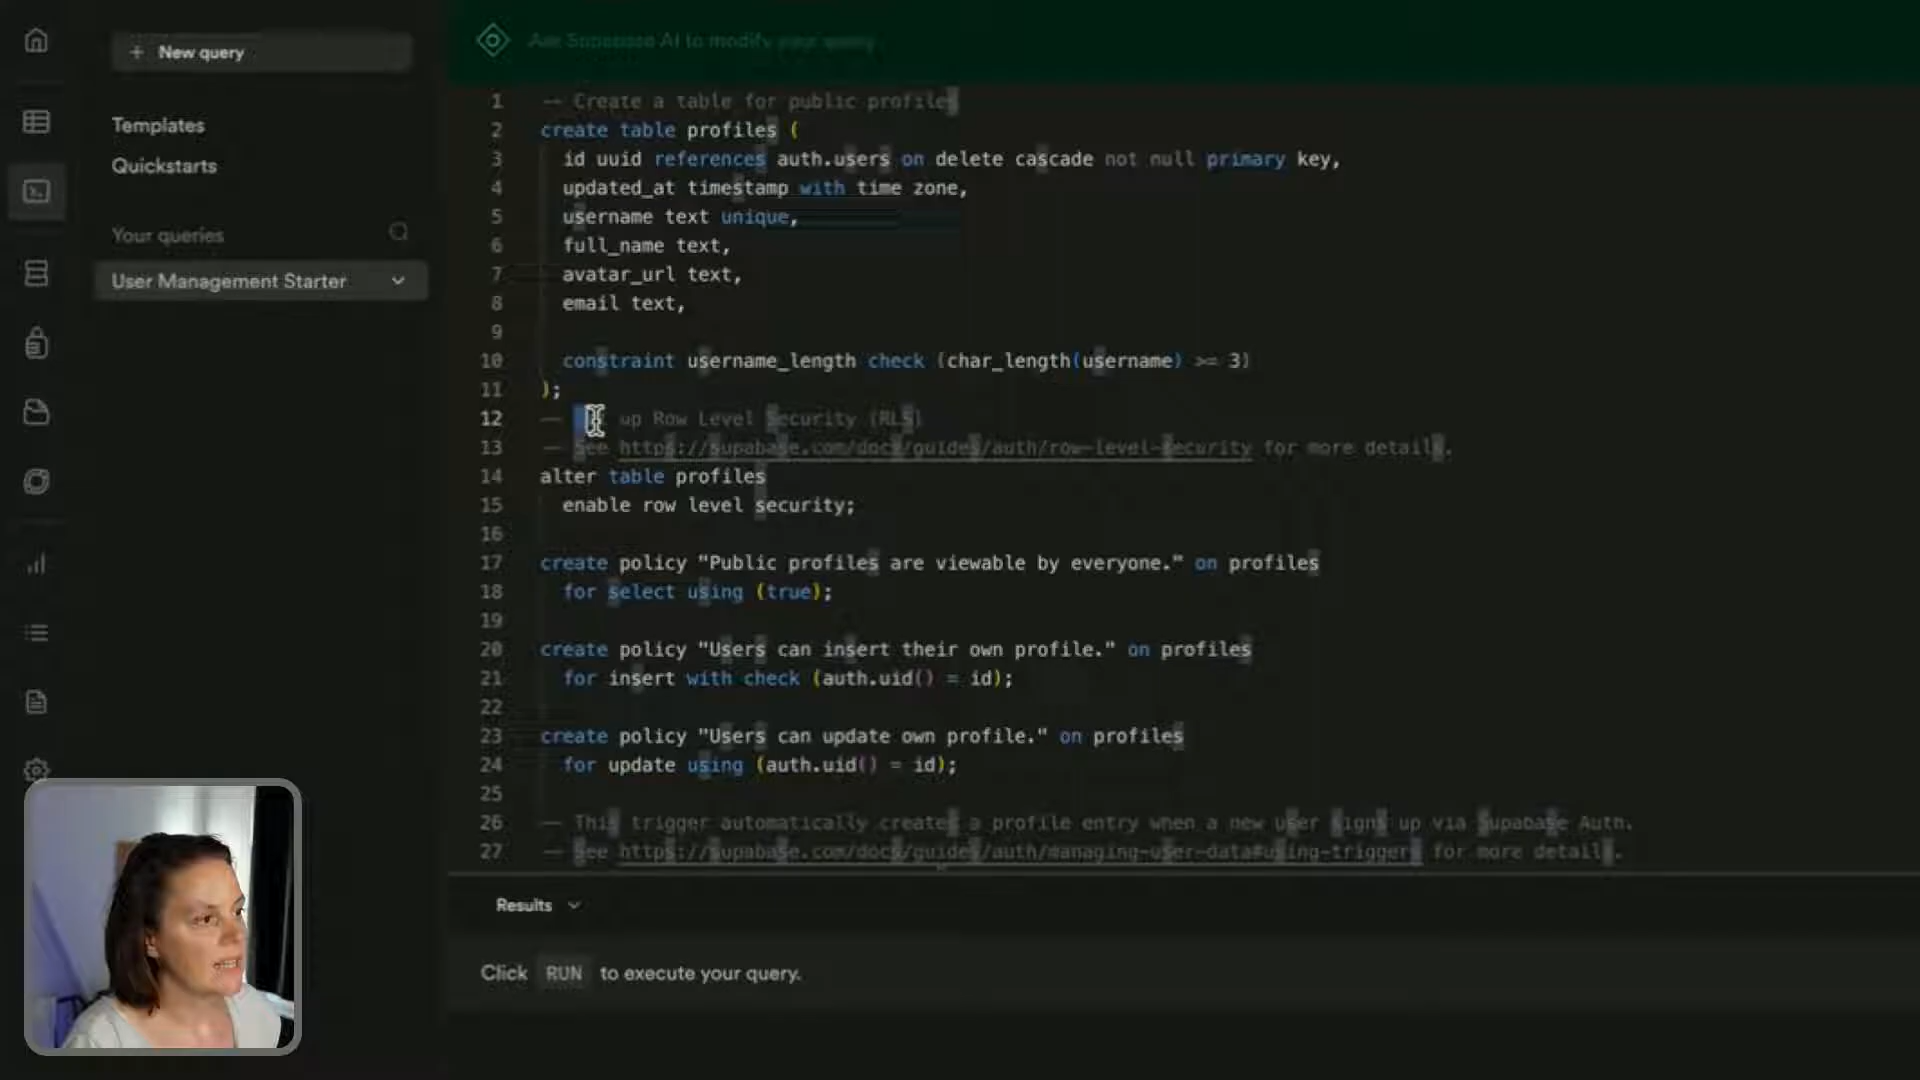 New query
Templates
Quickstarts
Your queries
User Management Starter
Ask Supabase AI to modify your query
1 -- Create a table for public profiles
2 create table profiles (
3 id uuid references auth.users on delete cascade not null primary key,
4 updated_at timestamp with time zone,
5 username text unique,
6 full_name text,
7 avatar_url text,
8 email text,
9
10 constraint username_length check (char_length(username) >= 3)
11 );
12 -- up Row Level Security (RLS)
13 -- See https://supabase.com/docs/guides/auth/row-level-security for more details.
14 alter table profiles
15 enable row level security;
16
17 create policy "Public profiles are viewable by everyone." on profiles
18 for select using (true);
19
20 create policy "Users can insert their own profile." on profiles
21 for insert with check (auth.uid() = id);
22
23 create policy "Users can update own profile." on profiles
24 for update using (auth.uid() = id);
25
26 -- This trigger automatically creates a profile entry when a new user signs up via Supabase Auth.
27 -- See https://supabase.com/docs/guides/auth/managing-user-data#using-triggers for more details.
Results
Click RUN to execute your query.